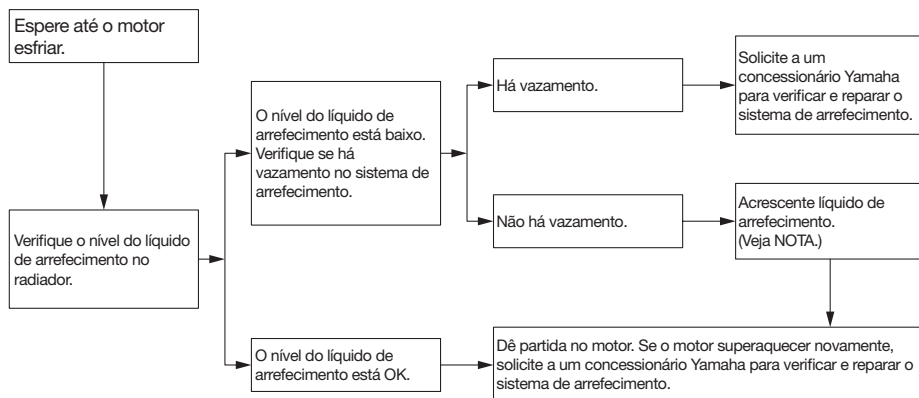 Espere até o motor
esfriar.
Verifique o nível do líquido
de arrefecimento no
radiador.
O nível do líquido de
arrefecimento está baixo.
Verifique se há
vazamento no sistema de
arrefecimento.
Há vazamento.
Solicite a um
concessionário Yamaha
para verificar e reparar o
sistema de arrefecimento.
Não há vazamento.
Acrescente líquido de
arrefecimento.
(Veja NOTA.)
O nível do líquido de
arrefecimento está OK.
Dê partida no motor. Se o motor superaquecer novamente,
solicite a um concessionário Yamaha para verificar e reparar o
sistema de arrefecimento.